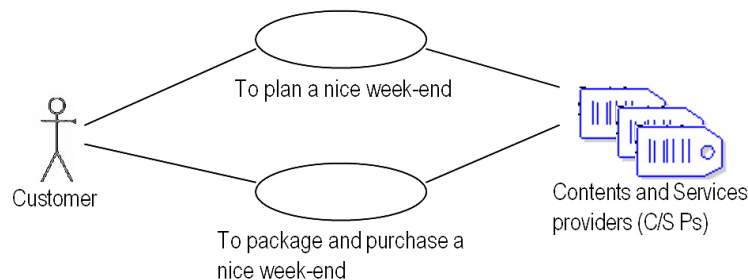 To plan a nice week-end
Customer
Contents and Services
providers (C/S Ps)
To package and purchase a
nice week-end